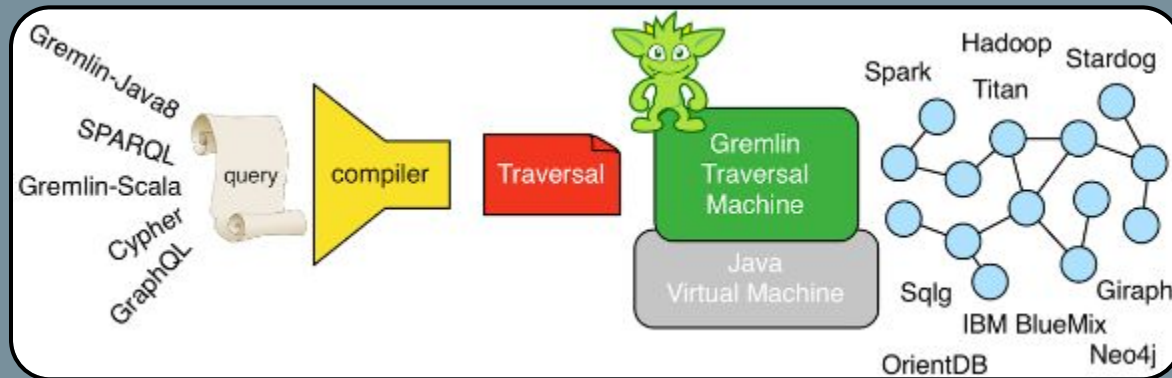 Gremlin-Java8
SPARQL
Gremlin-Scala
Cypher
GraphQL
query
compiler
Traversal
Gremlin
Traversal
Machine
Java
Virtual Machine
Hadoop
Spark
Stardog
Titan
Sqlg
Giraph
IBM BlueMix
OrientDB
Neo4j